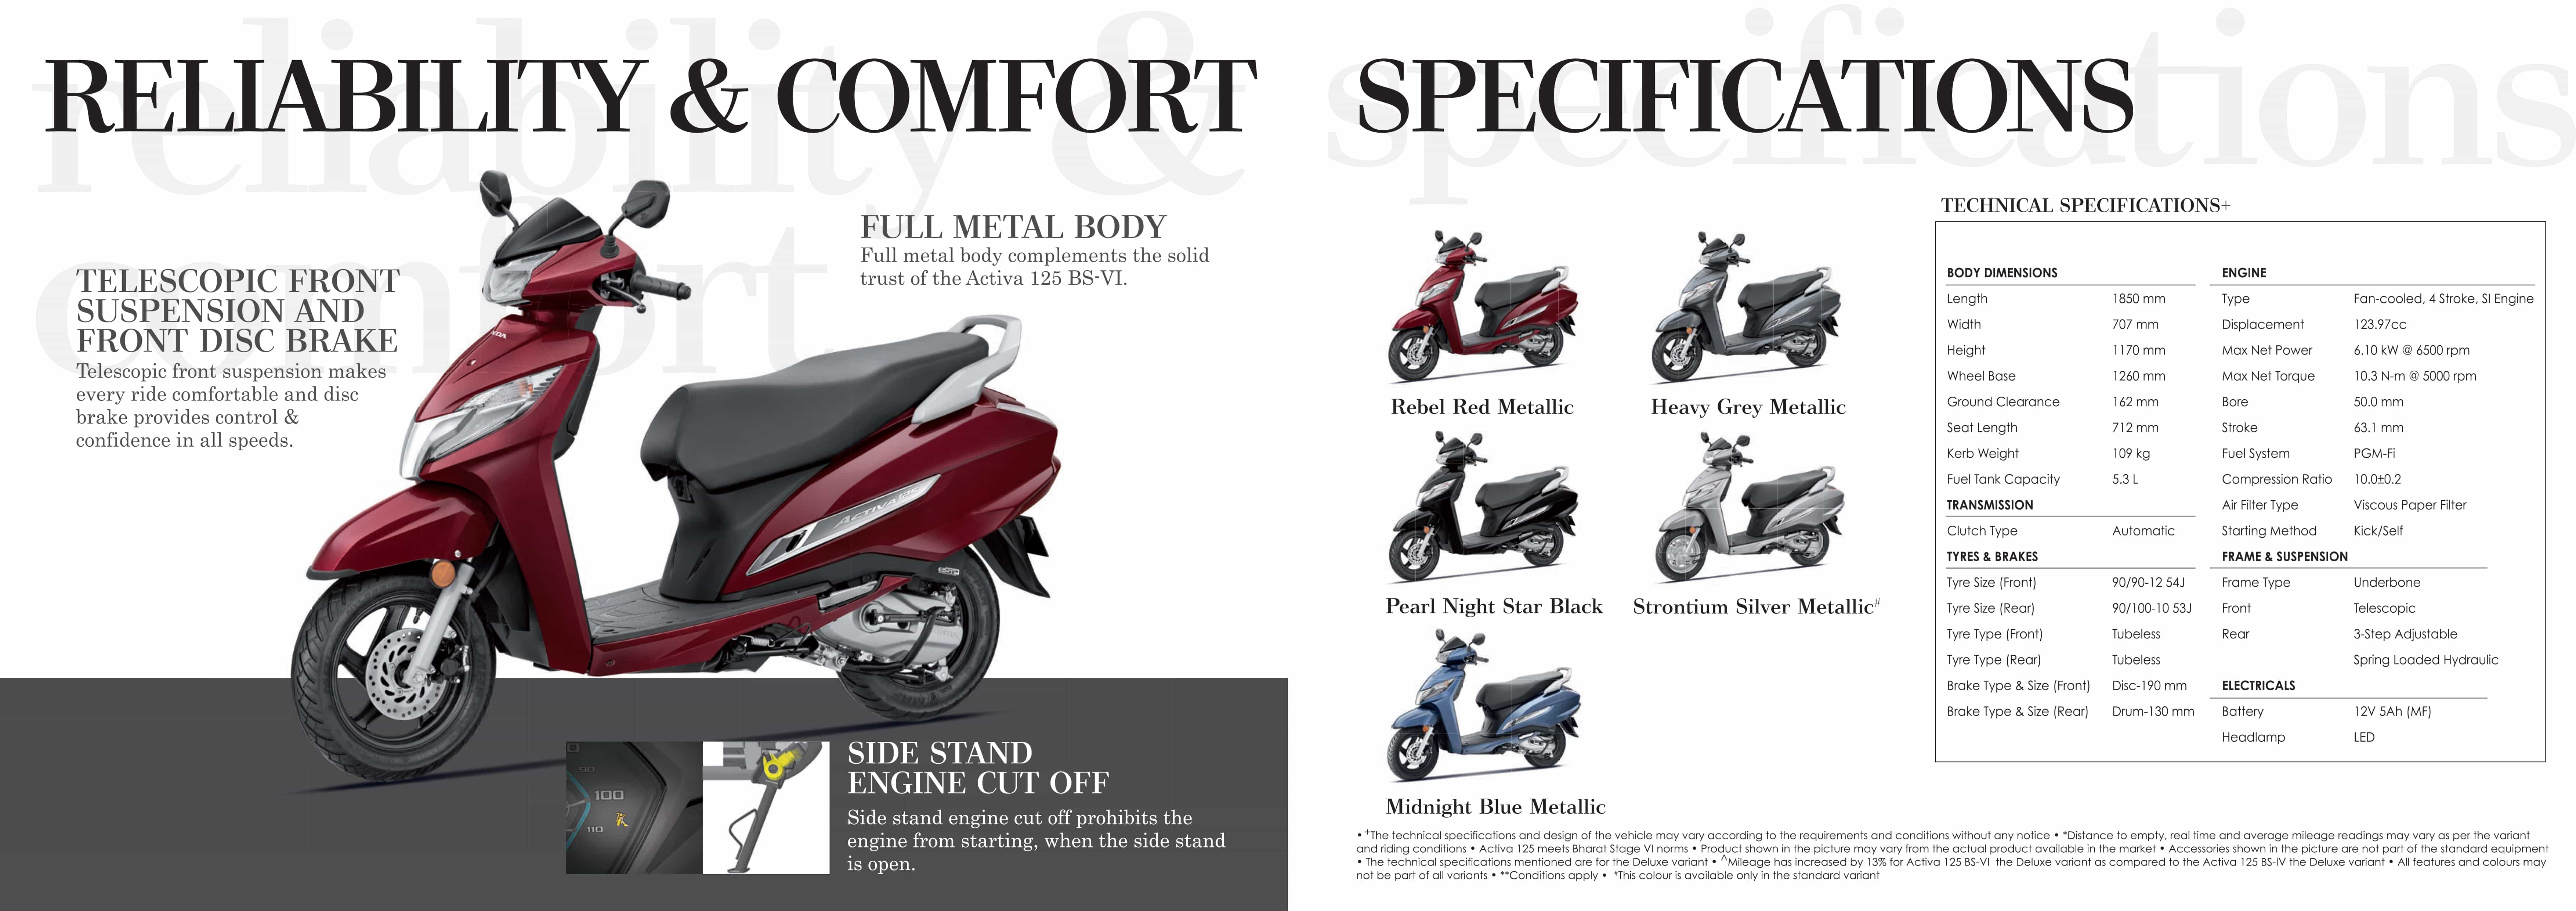 reliability &
comfort
RELIABILITY & COMFORT
TELESCOPIC FRONT
SUSPENSION AND
FRONT DISC BRAKE
Telescopic front suspension makes
every ride comfortable and disc
brake provides control &
confidence in all speeds.
FULL METAL BODY
Full metal body complements the solid
trust of the Activa 125 BS-VI.
ACTIVA 125
90
100
110
SIDE STAND
ENGINE CUT OFF
Side stand engine cut off prohibits the
engine from starting, when the side stand
is open.
specifications
SPECIFICATIONS
Rebel Red Metallic
Heavy Grey Metallic
Pearl Night Star Black
Strontium Silver Metallic#
Midnight Blue Metallic
TECHNICAL SPECIFICATIONS+
BODY DIMENSIONS
Length 1850 mm
Width 707 mm
Height 1170 mm
Wheel Base 1260 mm
Ground Clearance 162 mm
Seat Length 712 mm
Kerb Weight 109 kg
Fuel Tank Capacity 5.3 L
TRANSMISSION
Clutch Type Automatic
TYRES & BRAKES
Tyre Size (Front) 90/90-12 54J
Tyre Size (Rear) 90/100-10 53J
Tyre Type (Front) Tubeless
Tyre Type (Rear) Tubeless
Brake Type & Size (Front) Disc-190 mm
Brake Type & Size (Rear) Drum-130 mm
ENGINE
Type Fan-cooled, 4 Stroke, SI Engine
Displacement 123.97cc
Max Net Power 6.10 kW @ 6500 rpm
Max Net Torque 10.3 N-m @ 5000 rpm
Bore 50.0 mm
Stroke 63.1 mm
Fuel System PGM-Fi
Compression Ratio 10.0±0.2
Air Filter Type Viscous Paper Filter
Starting Method Kick/Self
FRAME & SUSPENSION
Frame Type Underbone
Front Telescopic
Rear 3-Step Adjustable
Spring Loaded Hydraulic
ELECTRICALS
Battery 12V 5Ah (MF)
Headlamp LED
• +The technical specifications and design of the vehicle may vary according to the requirements and conditions without any notice • *Distance to empty, real time and average mileage readings may vary as per the variant
and riding conditions • Activa 125 meets Bharat Stage VI norms • Product shown in the picture may vary from the actual product available in the market • Accessories shown in the picture are not part of the standard equipment
• The technical specifications mentioned are for the Deluxe variant • ^Mileage has increased by 13% for Activa 125 BS-VI the Deluxe variant as compared to the Activa 125 BS-IV the Deluxe variant • All features and colours may
not be part of all variants • **Conditions apply • #This colour is available only in the standard variant